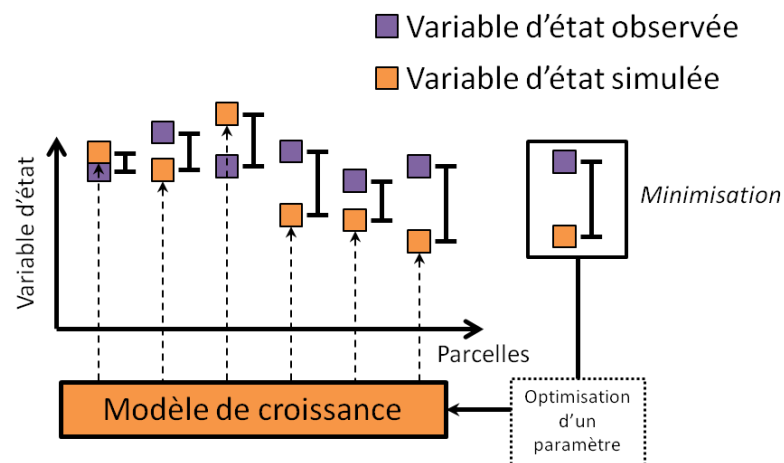 Variable d'état observée
Variable d'état simulée
Variable d'état
Minimisation
Parcelles
Modèle de croissance
Optimisation
d'un
paramètre